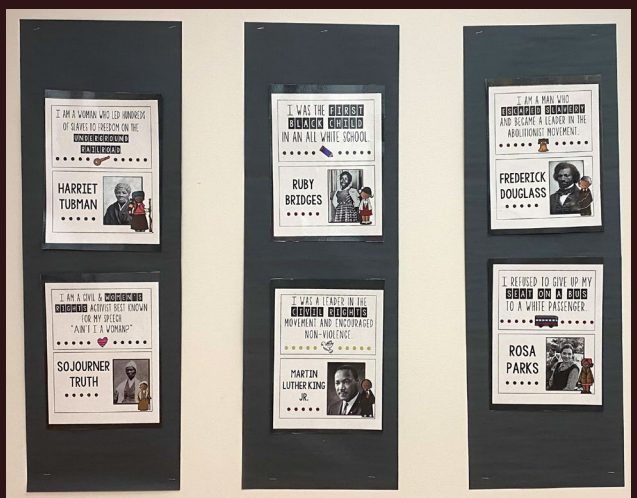 I AM A WOMAN WHO LED HUNDREDS
OF SLAVES TO FREEDOM ON THE
UNDERGROUND
RAILROAD
HARRIET
TUBMAN
I AM A CIVIL & WOMEN'S
RIGHTS ACTIVIST BEST KNOWN
FOR MY SPEECH
"AIN'T I A WOMAN?"
SOJOURNER
TRUTH
I WAS THE FIRST
BLACK CHILD
IN AN ALL WHITE SCHOOL.
RUBY
BRIDGES
I WAS A LEADER IN THE
CIVIL RIGHTS
MOVEMENT AND ENCOURAGED
NON-VIOLENCE.
MARTIN
LUTHER KING
JR.
I AM A MAN WHO
ESCAPED SLAVERY
AND BECAME A LEADER IN THE
ABOLITIONIST MOVEMENT.
FREDERICK
DOUGLASS
I REFUSED TO GIVE UP MY
SEAT ON A BUS
TO A WHITE PASSENGER.
ROSA
PARKS